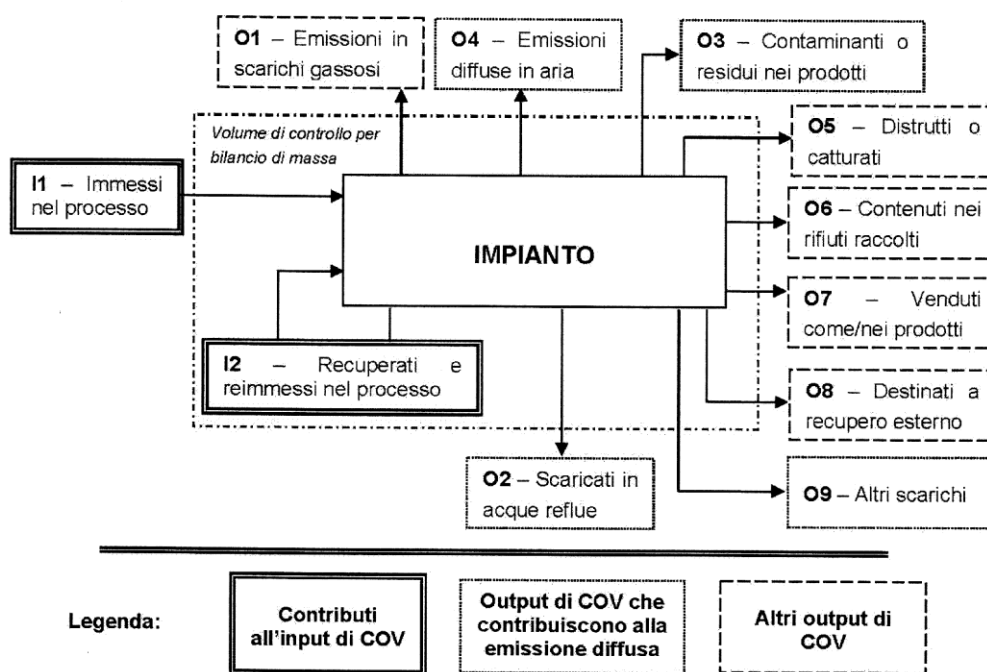 O1 – Emissioni in
scarichi gassosi
O4 – Emissioni
diffuse in aria
O3 – Contaminanti o
residui nei prodotti
Volume di controllo per
bilancio di massa
O5 – Distrutti o
catturati
I1 – Immessi
nel processo
O6 – Contenuti nei
rifiuti raccolti
IMPIANTO
O7 – Venduti
come/nei prodotti
I2 – Recuperati e
reimmessi nel processo
O8 – Destinati a
recupero esterno
O2 – Scaricati in
acque reflue
O9 – Altri scarichi
Legenda:
Contributi
all'input di COV
Output di COV che
contribuiscono alla
emissione diffusa
Altri output di
COV